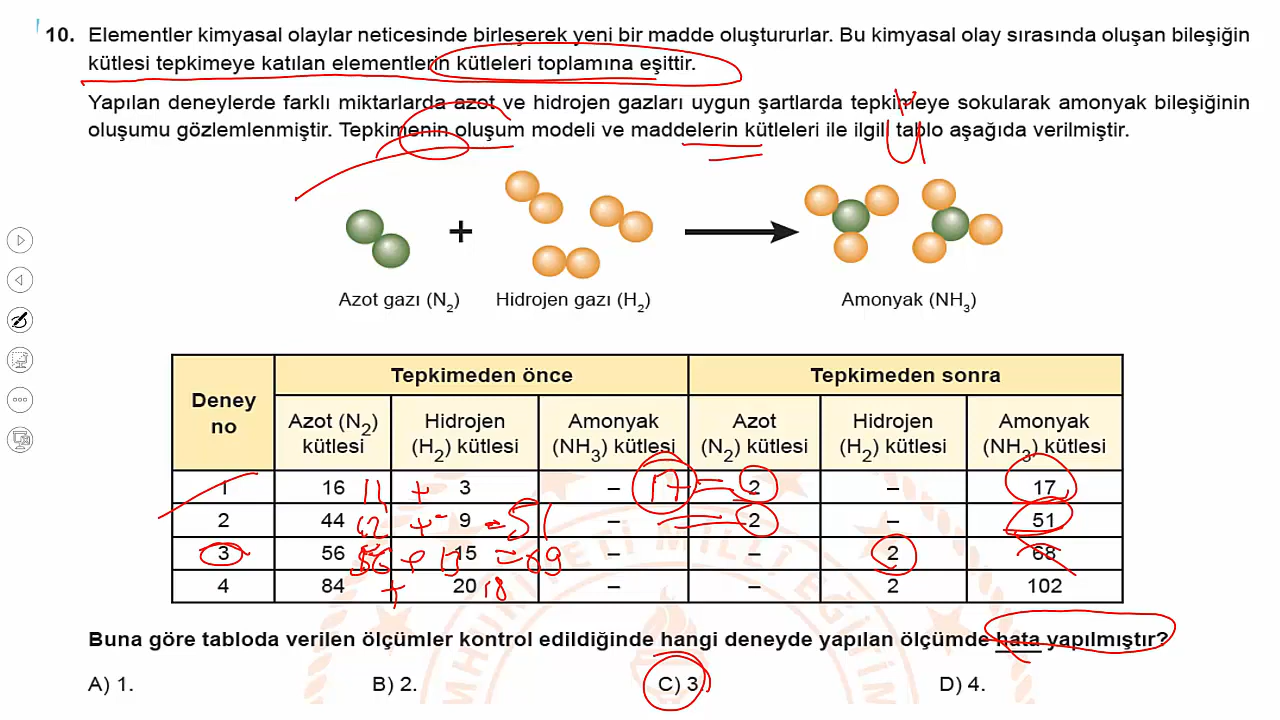 10. Elementler kimyasal olaylar neticesinde birleşerek yeni bir madde oluştururlar. Bu kimyasal olay sırasında oluşan bileşiğin
kütlesi tepkimeye katılan elementlerin kütleleri toplamına eşittir.
Yapılan deneylerde farklı miktarlarda azot ve hidrojen gazları uygun şartlarda tepkimeye sokularak amonyak bileşiğinin
oluşumu gözlemlenmiştir. Tepkimenin oluşum modeli ve maddelerin kütleleri ile ilgili tablo aşağıda verilmiştir.
+
Azot gazı (N2) Hidrojen gazı (H2) Amonyak (NH3)
Deney no Tepkimeden önce Tepkimeden sonra
Azot (N2) kütlesi Hidrojen (H2) kütlesi Amonyak (NH3) kütlesi Azot (N2) kütlesi Hidrojen (H2) kütlesi Amonyak (NH3) kütlesi
1 16 + 3 – 17 = 2 – 17
2 44 + 9 = 51 – = 2 – 51
3 56 56 + 15 13 = 69 – – 2 68
4 84 + 20 18 – – 2 102
Buna göre tabloda verilen ölçümler kontrol edildiğinde hangi deneyde yapılan ölçümde hata yapılmıştır?
A) 1. B) 2. C) 3. D) 4.